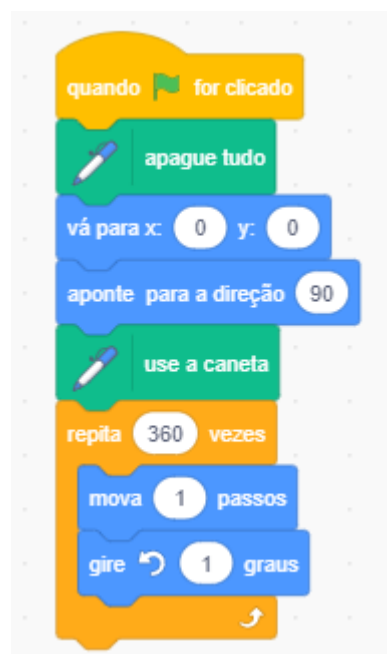 quando for clicado
apague tudo
vá para x: 0 y: 0
aponte para a direção 90
use a caneta
repita 360 vezes
mova 1 passos
gire 1 graus